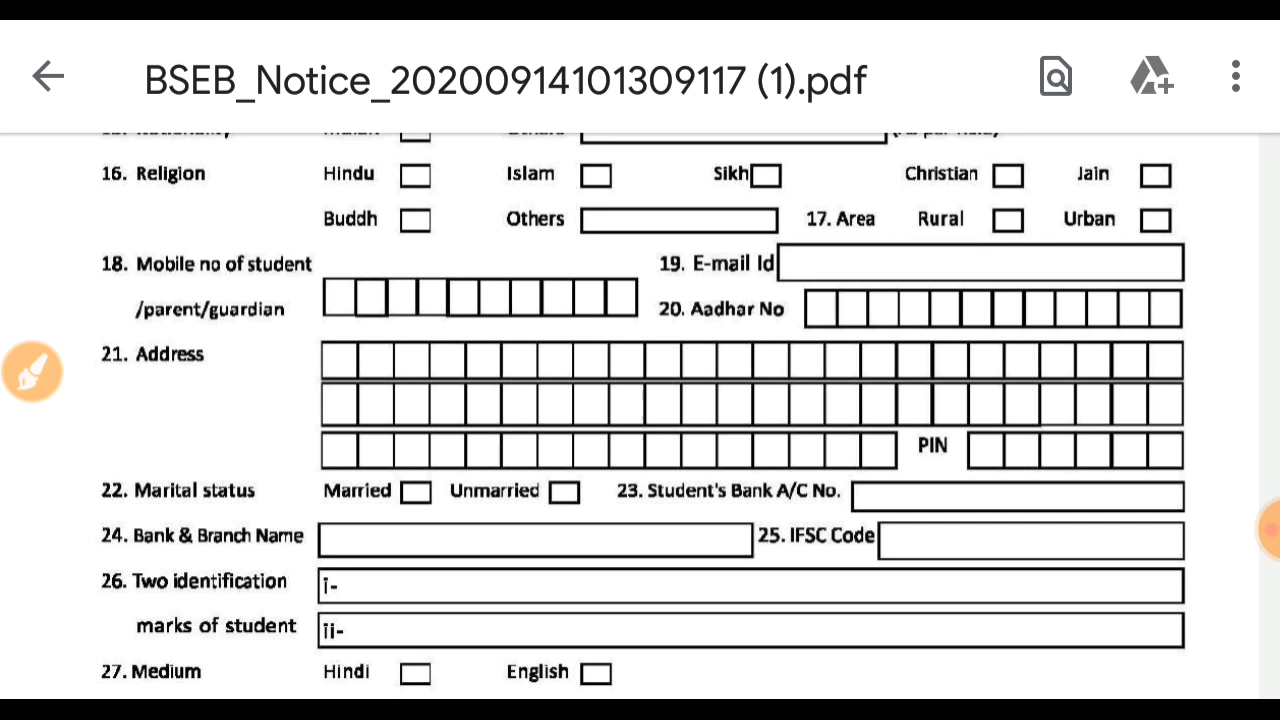 BSEB_Notice_20200914101309117 (1).pdf
16. Religion Hindu Islam Sikh Christian Jain
Buddh Others 17. Area Rural Urban
18. Mobile no of student 19. E-mail Id
/parent/guardian 20. Aadhar No
21. Address
PIN
22. Marital status Married Unmarried 23. Student's Bank A/C No.
24. Bank & Branch Name 25. IFSC Code
26. Two identification i-
marks of student ii-
27. Medium Hindi English